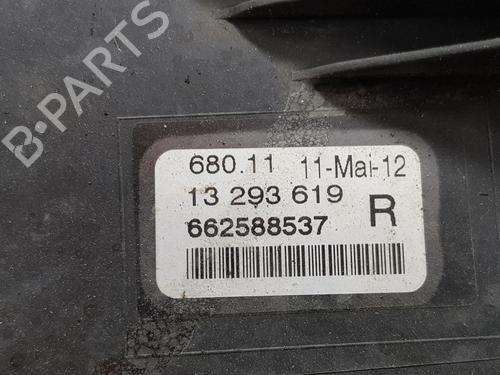 B-PARTS
680.11 11-Mai-12
13 293 619
R
662588537